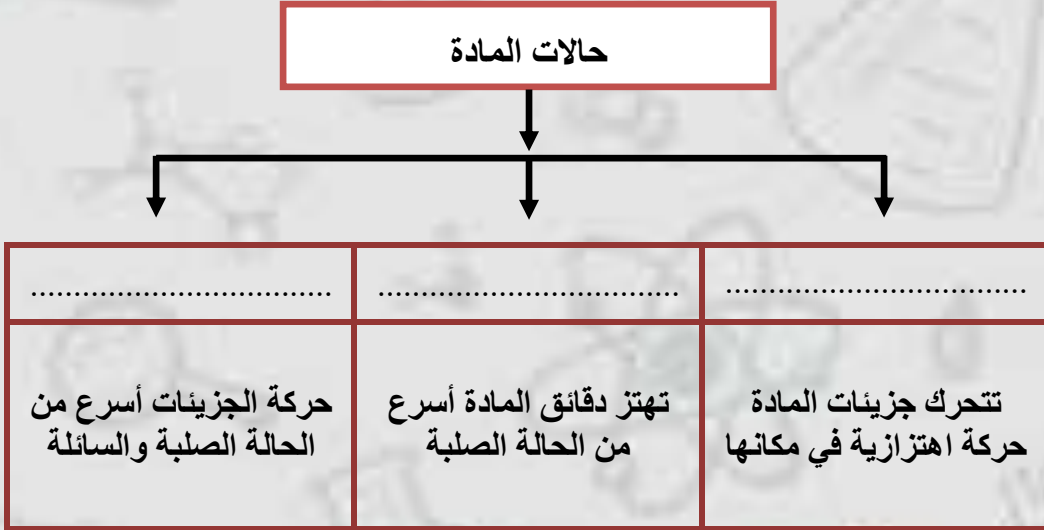 حالات المادة
.................................. .................................. ..................................
تتحرك جزيئات المادة
حركة اهتزازية في مكانها
تهتز دقائق المادة أسرع
من الحالة الصلبة
حركة الجزيئات أسرع من
الحالة الصلبة والسائلة